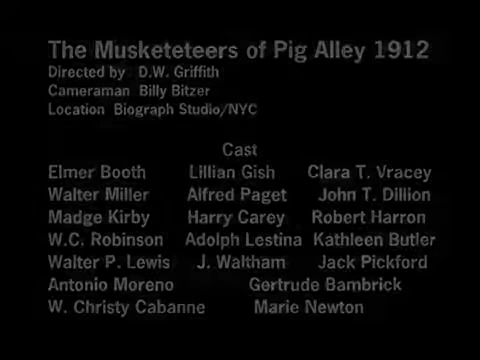 The Musketeteers of Pig Alley 1912
Directed by D.W. Griffith
Cameraman Billy Bitzer
Location Biograph Studio/NYC
Cast
Elmer Booth Lillian Gish Clara T. Vracey
Walter Miller Alfred Paget John T. Dillion
Madge Kirby Harry Carey Robert Harron
W.C. Robinson Adolph Lestina Kathleen Butler
Walter P. Lewis J. Waltham Jack Pickford
Antonio Moreno Gertrude Bambrick
W. Christy Cabanne Marie Newton